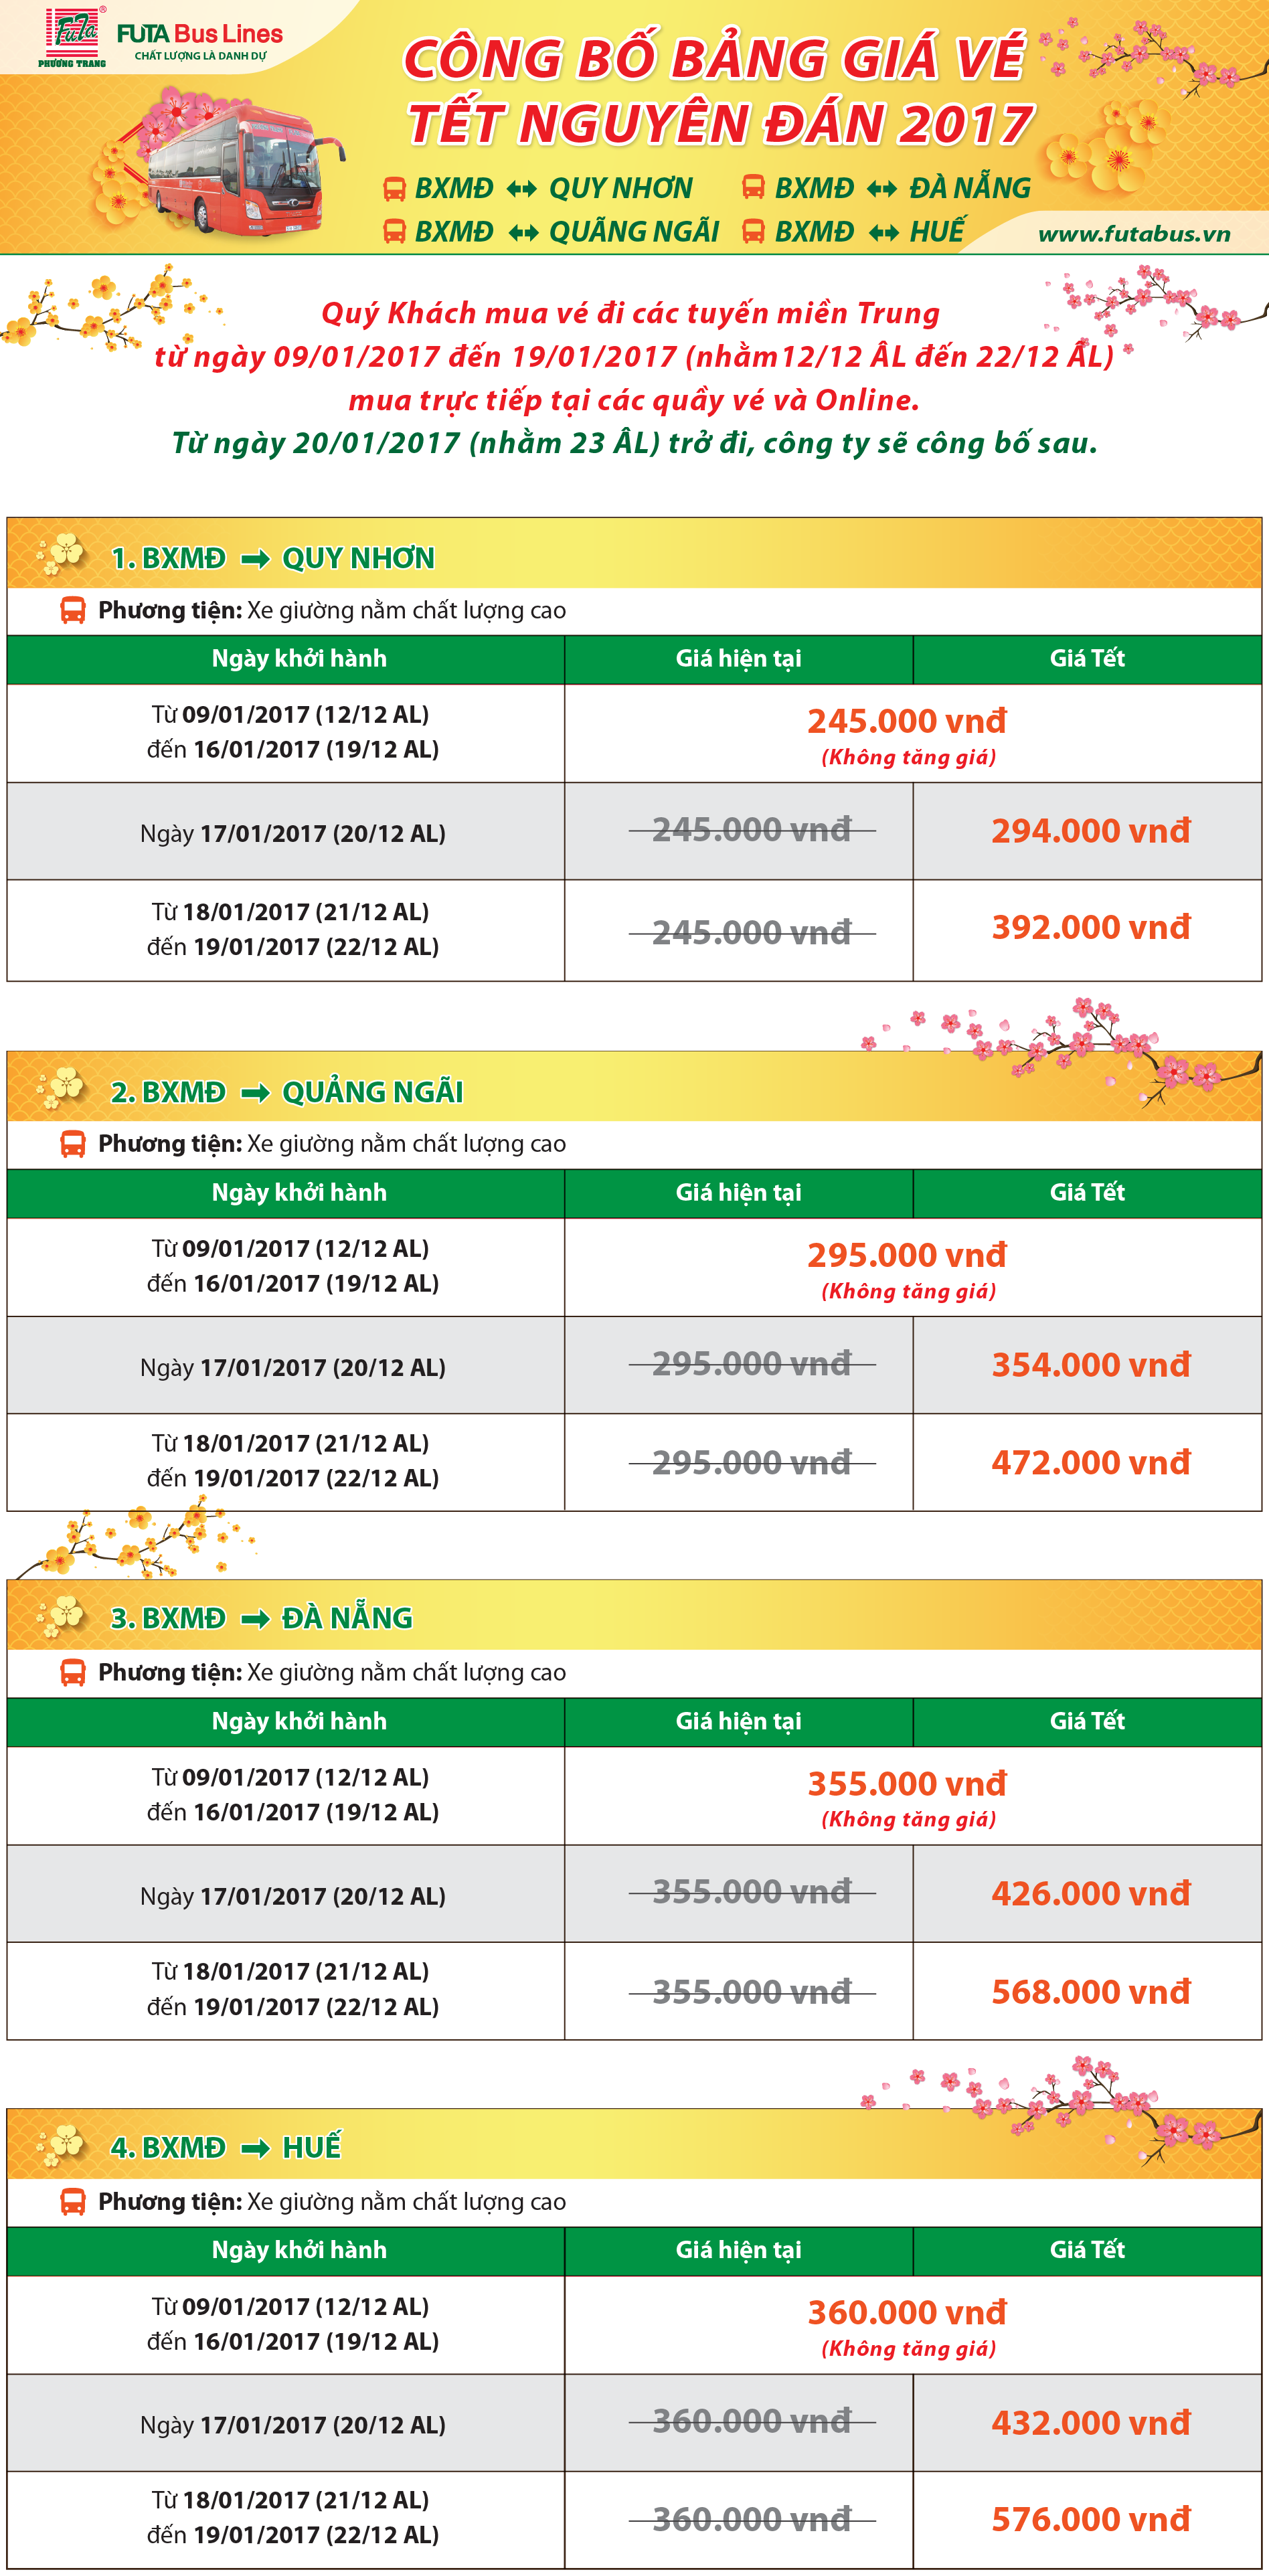 FuTa ®
PHƯƠNG TRANG
FUTA Bus Lines
CHẤT LƯỢNG LÀ DANH DỰ
CÔNG BỐ BẢNG GIÁ VÉ
TẾT NGUYÊN ĐÁN 2017
BXMĐ ↔ QUY NHƠN
BXMĐ ↔ ĐÀ NẴNG
BXMĐ ↔ QUÃNG NGÃI
BXMĐ ↔ HUẾ
www.futabus.vn
Quý Khách mua vé đi các tuyến miền Trung
từ ngày 09/01/2017 đến 19/01/2017 (nhằm12/12 ÂL đến 22/12 ÂL)
mua trực tiếp tại các quầy vé và Online.
Từ ngày 20/01/2017 (nhằm 23 ÂL) trở đi, công ty sẽ công bố sau.
1. BXMĐ → QUY NHƠN
Phương tiện: Xe giường nằm chất lượng cao
Ngày khởi hành Giá hiện tại Giá Tết
Từ 09/01/2017 (12/12 AL)
đến 16/01/2017 (19/12 AL)
245.000 vnđ
(Không tăng giá)
Ngày 17/01/2017 (20/12 AL) 245.000 vnđ 294.000 vnđ
Từ 18/01/2017 (21/12 AL)
đến 19/01/2017 (22/12 AL)
245.000 vnđ 392.000 vnđ
2. BXMĐ → QUẢNG NGÃI
Phương tiện: Xe giường nằm chất lượng cao
Ngày khởi hành Giá hiện tại Giá Tết
Từ 09/01/2017 (12/12 AL)
đến 16/01/2017 (19/12 AL)
295.000 vnđ
(Không tăng giá)
Ngày 17/01/2017 (20/12 AL) 295.000 vnđ 354.000 vnđ
Từ 18/01/2017 (21/12 AL)
đến 19/01/2017 (22/12 AL)
295.000 vnđ 472.000 vnđ
3. BXMĐ → ĐÀ NẴNG
Phương tiện: Xe giường nằm chất lượng cao
Ngày khởi hành Giá hiện tại Giá Tết
Từ 09/01/2017 (12/12 AL)
đến 16/01/2017 (19/12 AL)
355.000 vnđ
(Không tăng giá)
Ngày 17/01/2017 (20/12 AL) 355.000 vnđ 426.000 vnđ
Từ 18/01/2017 (21/12 AL)
đến 19/01/2017 (22/12 AL)
355.000 vnđ 568.000 vnđ
4. BXMĐ → HUẾ
Phương tiện: Xe giường nằm chất lượng cao
Ngày khởi hành Giá hiện tại Giá Tết
Từ 09/01/2017 (12/12 AL)
đến 16/01/2017 (19/12 AL)
360.000 vnđ
(Không tăng giá)
Ngày 17/01/2017 (20/12 AL) 360.000 vnđ 432.000 vnđ
Từ 18/01/2017 (21/12 AL)
đến 19/01/2017 (22/12 AL)
360.000 vnđ 576.000 vnđ